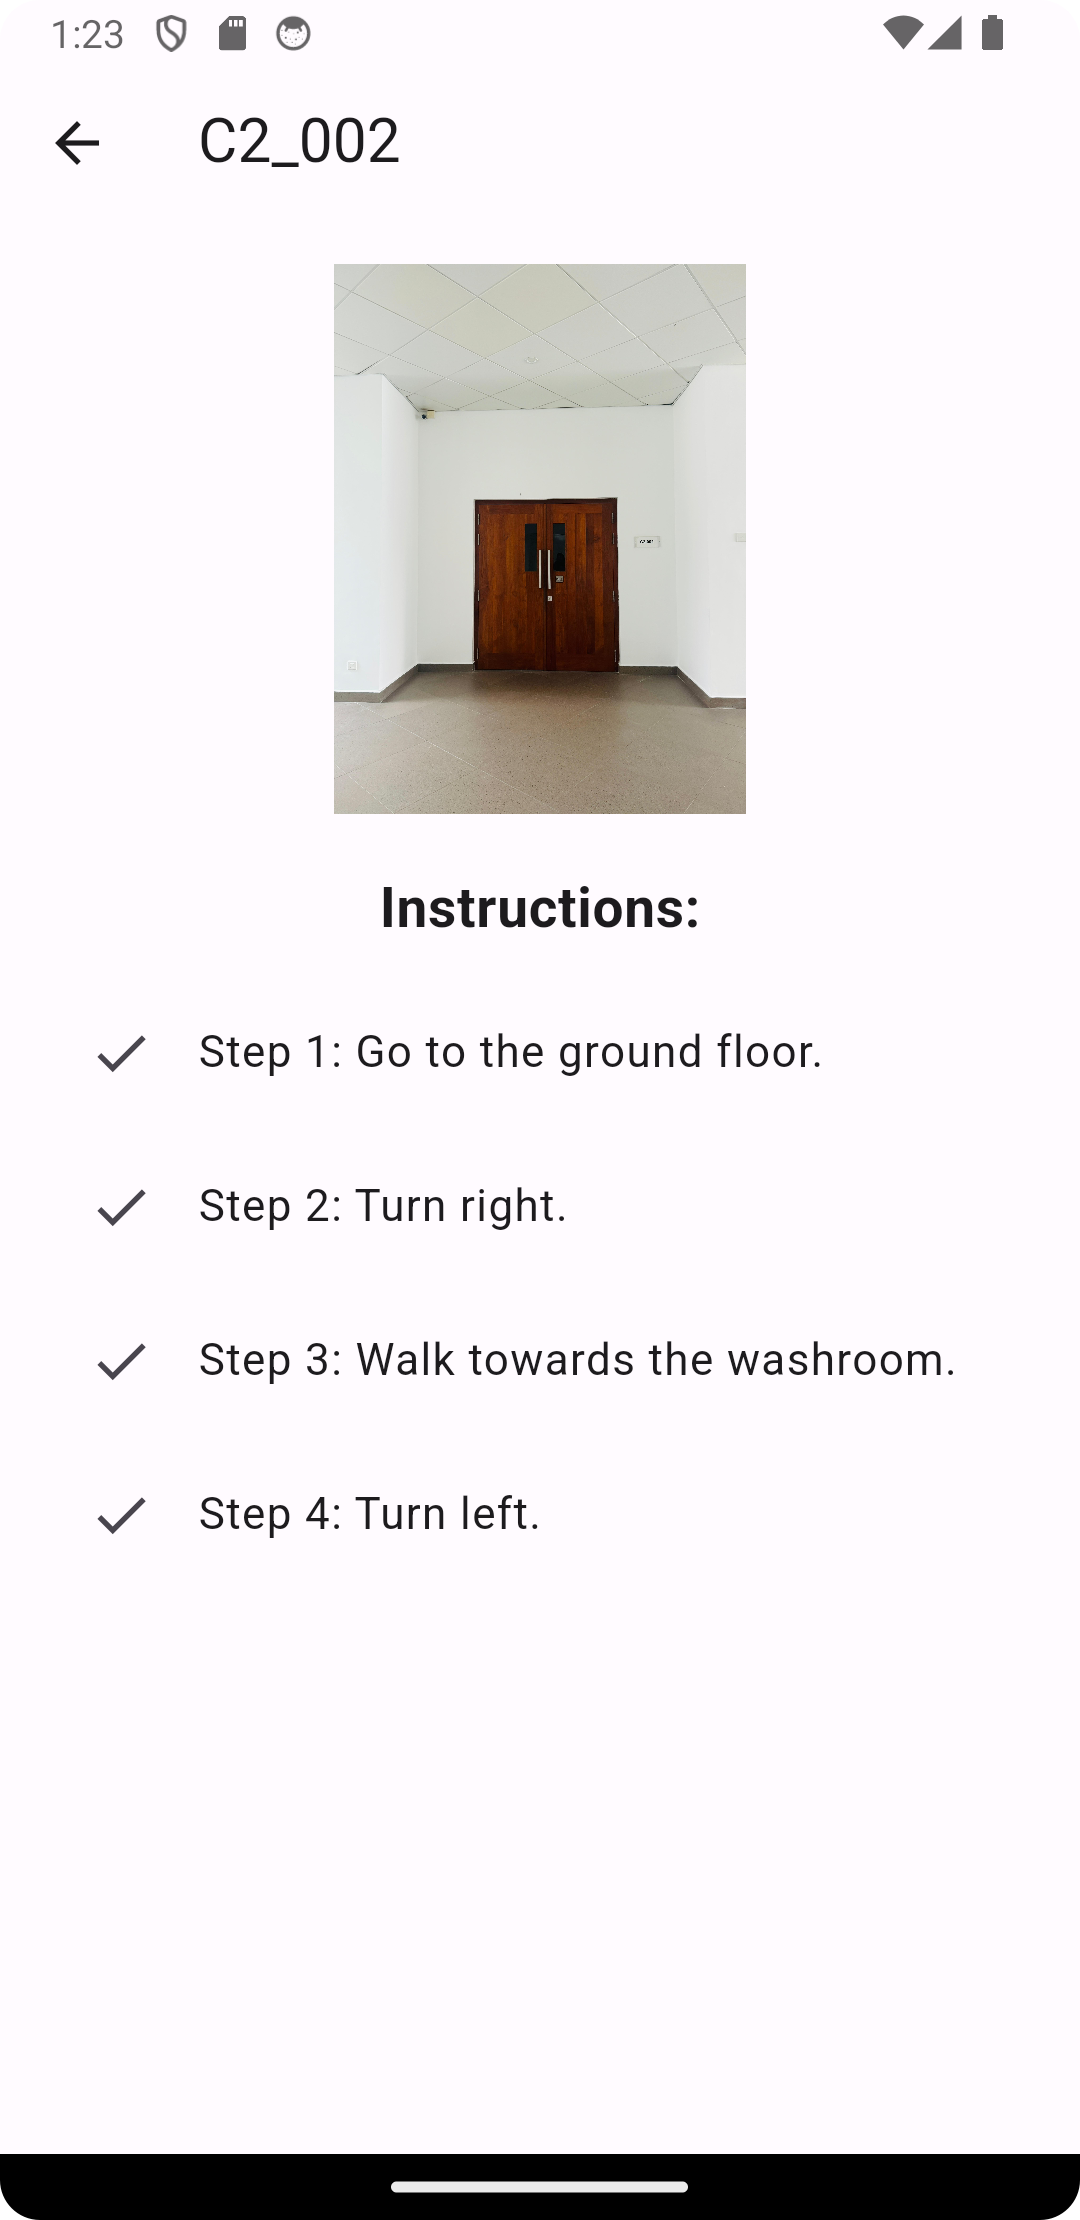 1:23
C2_002
Instructions:
Step 1: Go to the ground floor.
Step 2: Turn right.
Step 3: Walk towards the washroom.
Step 4: Turn left.